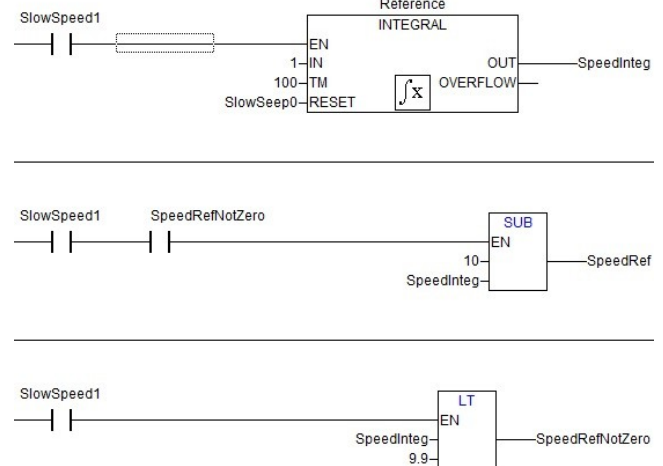 Reference
SlowSpeed1
INTEGRAL
EN
1 IN
OUT SpeedInteg
100 TM
OVERFLOW
SlowSeep0 RESET
∫x
SlowSpeed1 SpeedRefNotZero
SUB
EN
10
SpeedRef
SpeedInteg
SlowSpeed1
LT
EN
SpeedInteg
SpeedRefNotZero
9.9